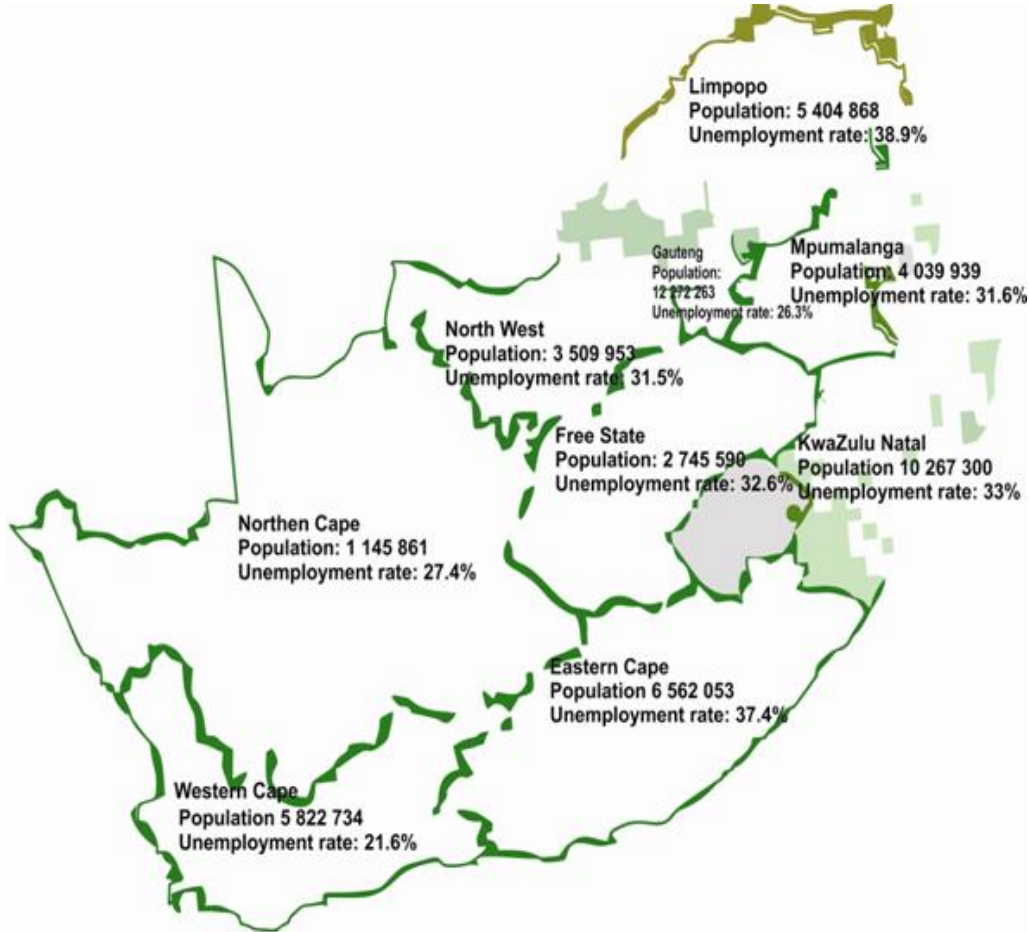 Limpopo
Population: 5 404 868
Unemployment rate: 38.9%
Gauteng
Population:
12 272 263
Unemployment rate: 26.3%
Mpumalanga
Population: 4 039 939
Unemployment rate: 31.6%
North West
Population: 3 509 953
Unemployment rate: 31.5%
Free State
Population: 2 745 590
Unemployment rate: 32.6%
KwaZulu Natal
Population 10 267 300
Unemployment rate: 33%
Northen Cape
Population: 1 145 861
Unemployment rate: 27.4%
Eastern Cape
Population 6 562 053
Unemployment rate: 37.4%
Western Cape
Population 5 822 734
Unemployment rate: 21.6%